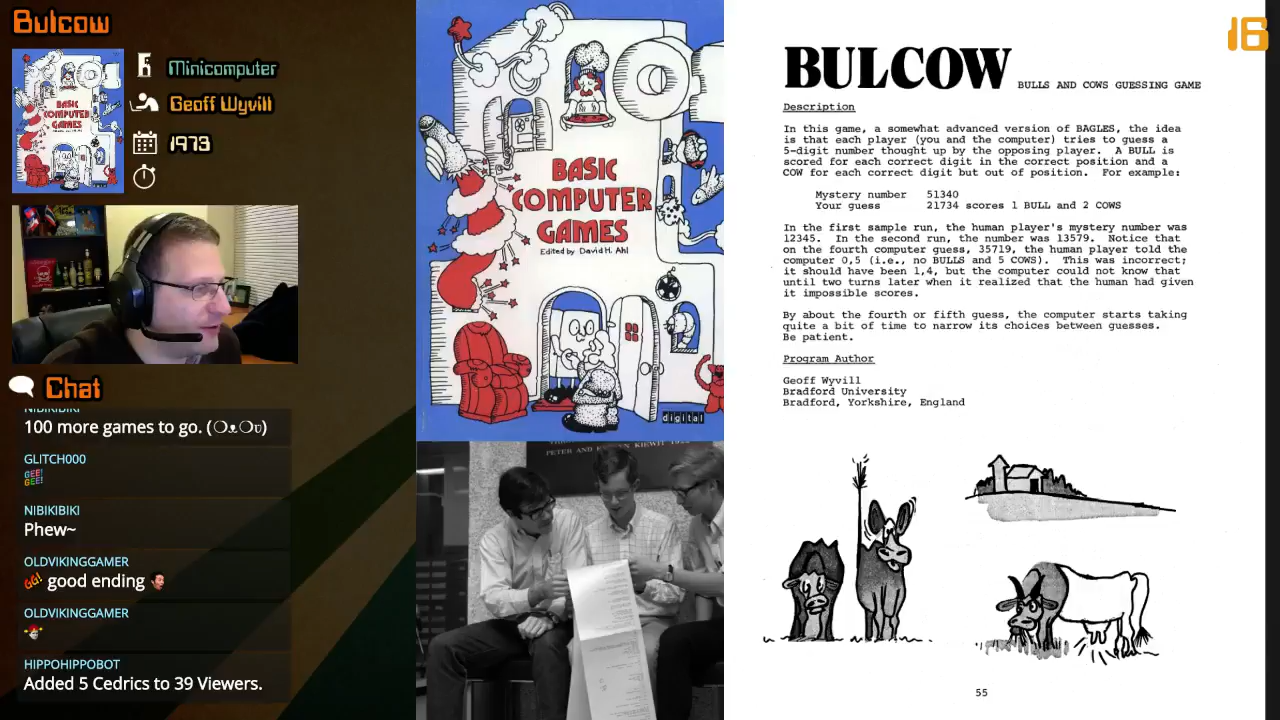 Bulcow
Minicomputer
Geoff Wyvill
1973
BASIC
COMPUTER
GAMES
Chat
NIBIKIBIKI
100 more games to go. (❍ᴥ❍ʋ)
GLITCH000
GEE!
GEE!
NIBIKIBIKI
Phew~
OLDVIKINGGAMER
GG! good ending
OLDVIKINGGAMER
HIPPOHIPPOBOT
Added 5 Cedrics to 39 Viewers.
BASIC
COMPUTER
GAMES
Edited by David H. Ahl
digital
PETER AND KIEWIT
BULCOW BULLS AND COWS GUESSING GAME
Description
In this game, a somewhat advanced version of BAGLES, the idea
is that each player (you and the computer) tries to guess a
5-digit number thought up by the opposing player. A BULL is
scored for each correct digit in the correct position and a
COW for each correct digit but out of position. For example:
Mystery number 51340
Your guess 21734 scores 1 BULL and 2 COWS
In the first sample run, the human player's mystery number was
12345. In the second run, the number was 13579. Notice that
on the fourth computer guess, 35719, the human player told the
computer 0,5 (i.e., no BULLS and 5 COWS). This was incorrect;
it should have been 1,4, but the computer could not know that
until two turns later when it realized that the human had given
it impossible scores.
By about the fourth or fifth guess, the computer starts taking
quite a bit of time to narrow its choices between guesses.
Be patient.
Program Author
Geoff Wyvill
Bradford University
Bradford, Yorkshire, England
55
16